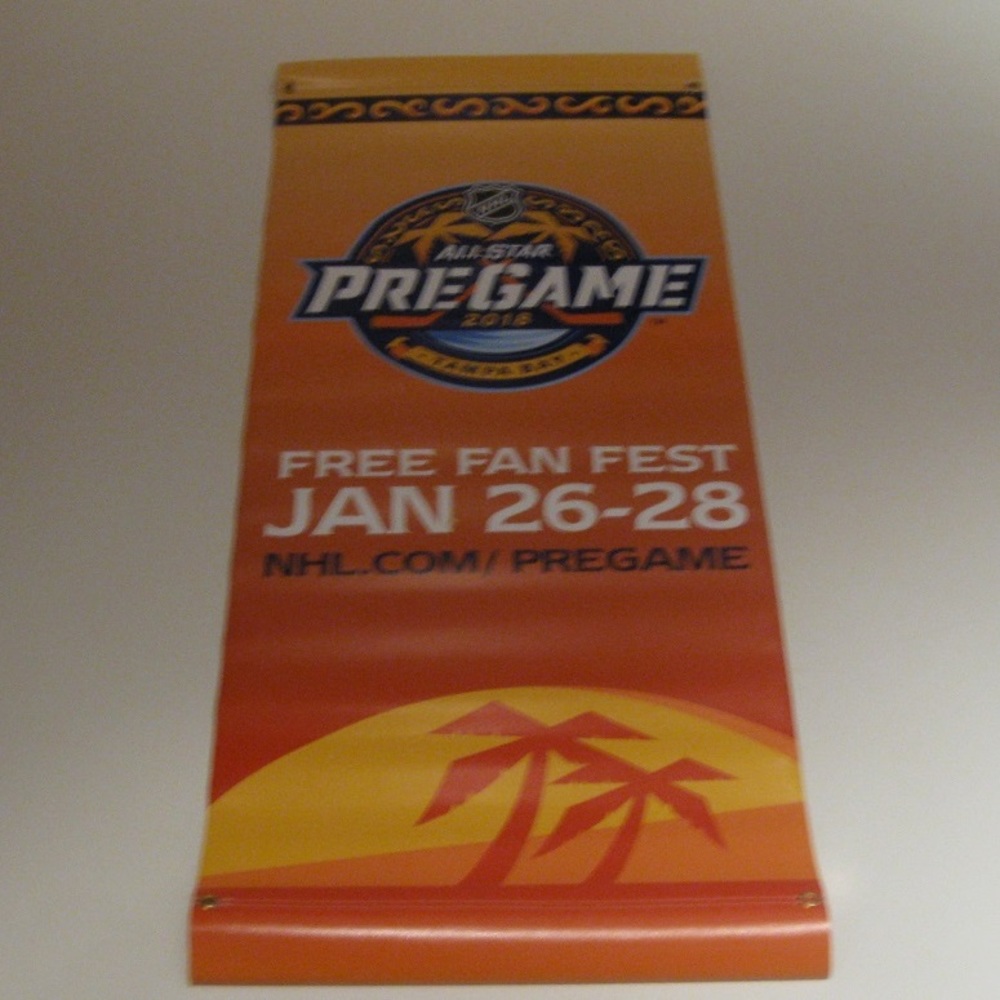 NHL
ALL-STAR
PREGAME
2018
TAMPA BAY
FREE FAN FEST
JAN 26-28
NHL.COM/PREGAME